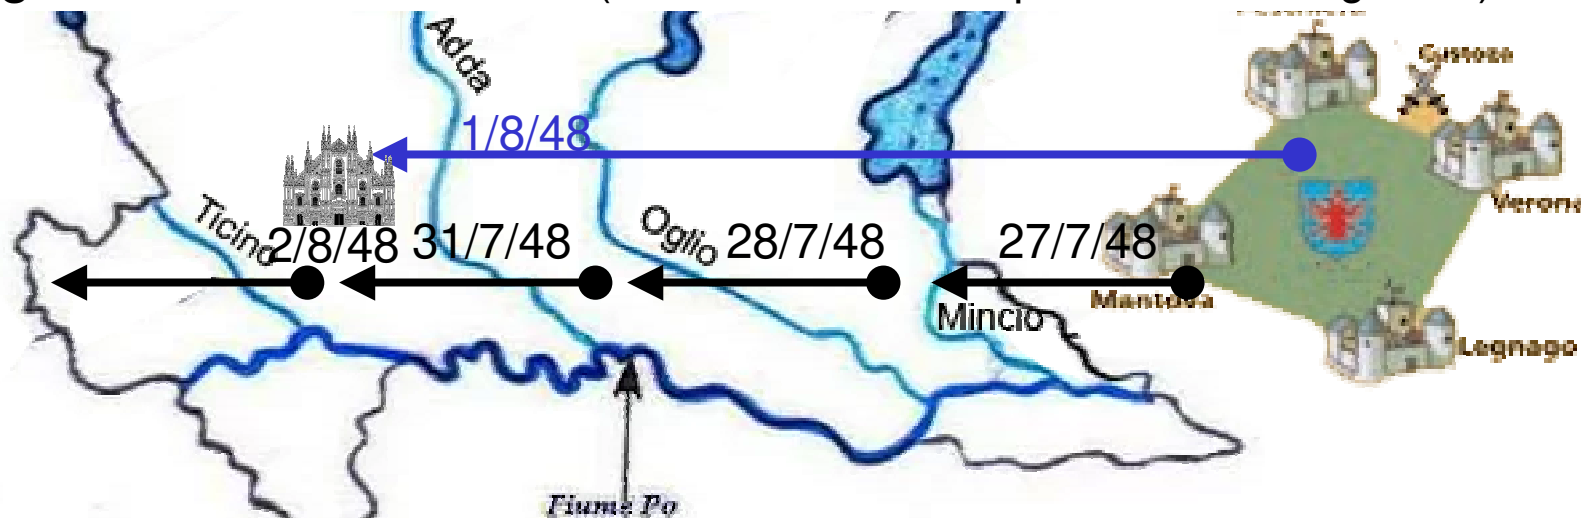 Custoza
Adda
1/8/48
Verona
Ticino
2/8/48
31/7/48
Oglio
28/7/48
27/7/48
Mantova
Mincio
Legnago
Fiume Po